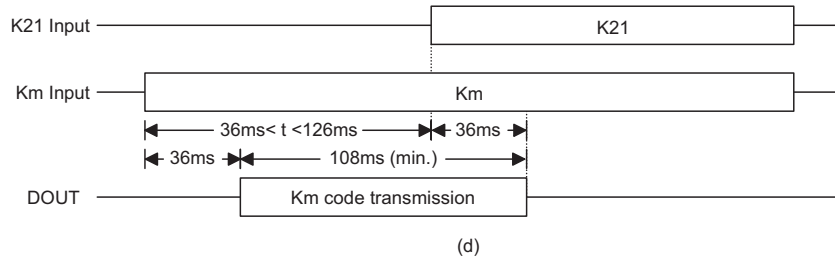 K21 Input
K21
Km Input
Km
36ms< t <126ms
36ms
36ms
108ms (min.)
DOUT
Km code transmission
(d)